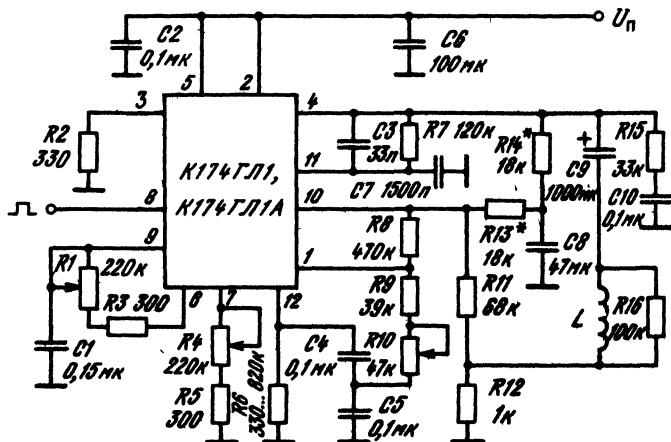 C2
0,1мк
C6
100мк
Uп
5
2
3
4
R2
330
К174ГЛ1,
К174ГЛ1А
C3
33п
R7 120к
R14*
18к
+
C9
1000мк
R15
33к
11
C7 1500п
C10
0,1мк
8
10
R8
470к
R13*
18к
C8
47мк
9
R1
220к
1
R9
39к
R11
68к
L
R16
100к
R3 300
6
7
12
R4
220к
C4
0,1мк
R10
47к
C1
0,15мк
R5
300
R6
330...820к
C5
0,1мк
R12
1к